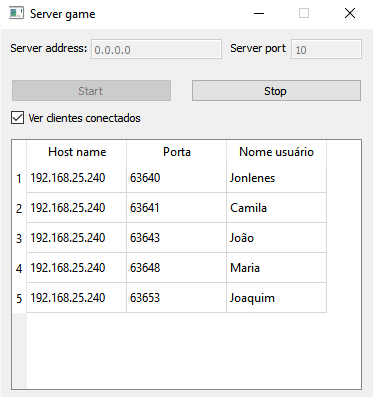 Server game
Server address: 0.0.0.0 Server port 10
Start Stop
Ver clientes conectados
Host name Porta Nome usuário
1 192.168.25.240 63640 Jonlenes
2 192.168.25.240 63641 Camila
3 192.168.25.240 63643 João
4 192.168.25.240 63648 Maria
5 192.168.25.240 63653 Joaquim